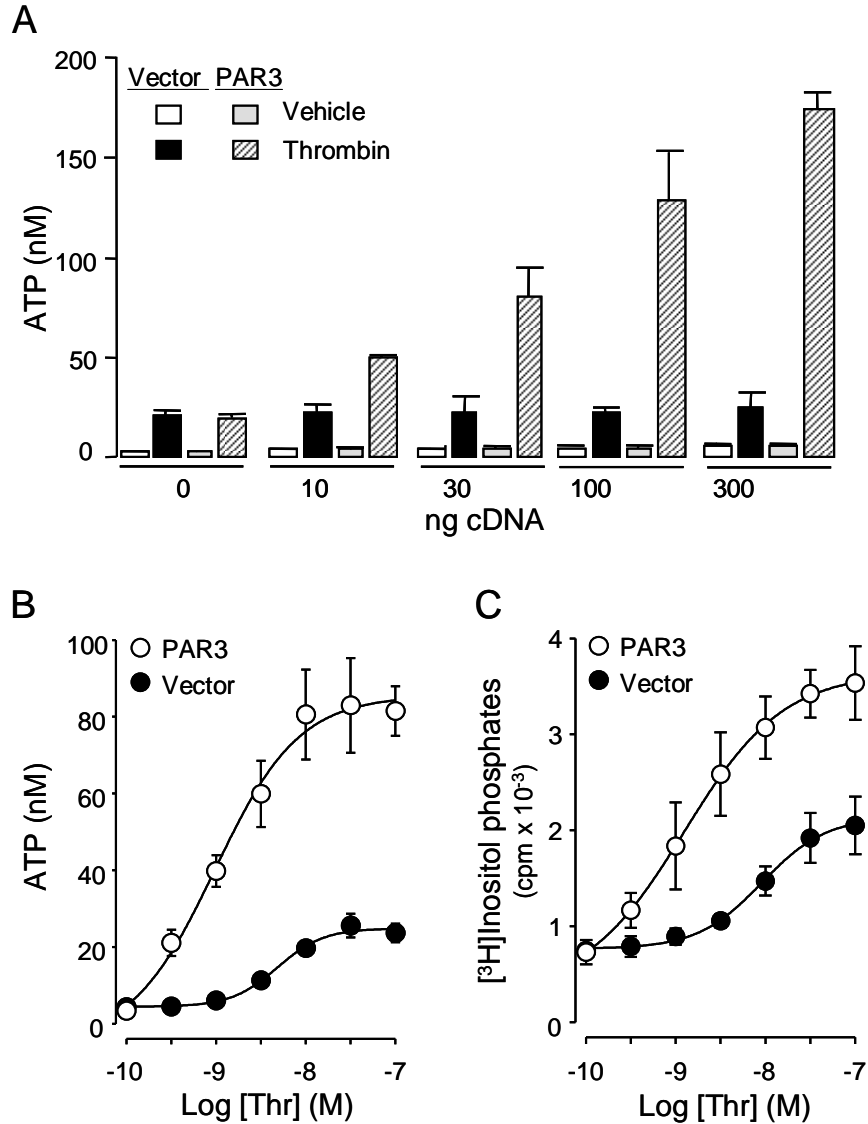 A
200
150
100
50
0
ATP (nM)
Vector PAR3
Vehicle
Thrombin
0 10 30 100 300
ng cDNA
B
100
80
60
40
20
0
ATP (nM)
PAR3
Vector
-10 -9 -8 -7
Log [Thr] (M)
C
4
3
2
1
0
[³H]Inositol phosphates
(cpm x 10⁻³)
PAR3
Vector
-10 -9 -8 -7
Log [Thr] (M)